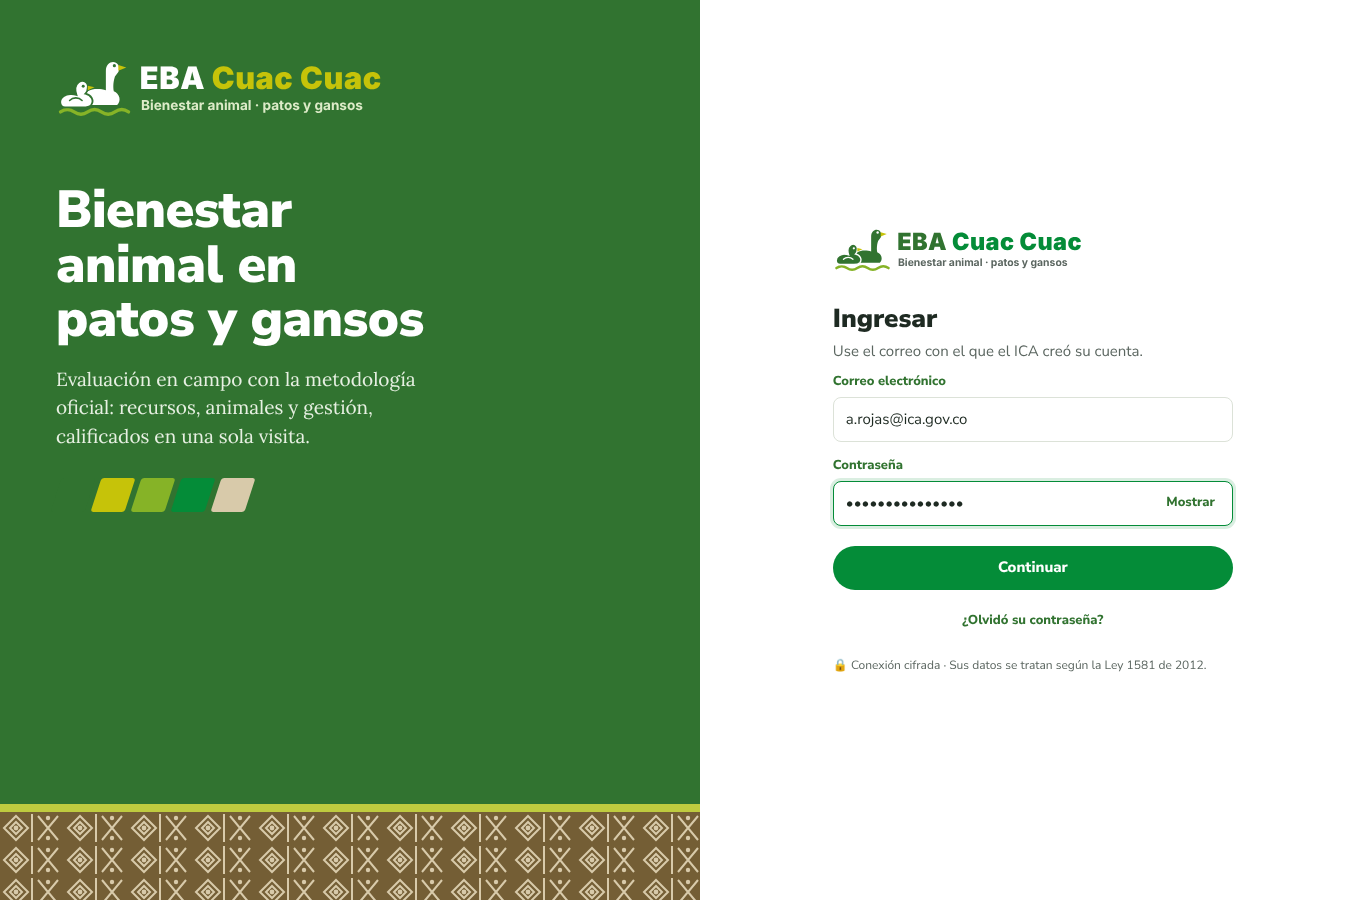 EBA Cuac Cuac
Bienestar animal · patos y gansos
Bienestar
animal en
patos y gansos
Evaluación en campo con la metodología
oficial: recursos, animales y gestión,
calificados en una sola visita.
EBA Cuac Cuac
Bienestar animal · patos y gansos
Ingresar
Use el correo con el que el ICA creó su cuenta.
Correo electrónico
a.rojas@ica.gov.co
Contraseña
•••••••••••••••
Mostrar
Continuar
¿Olvidó su contraseña?
🔒 Conexión cifrada · Sus datos se tratan según la Ley 1581 de 2012.